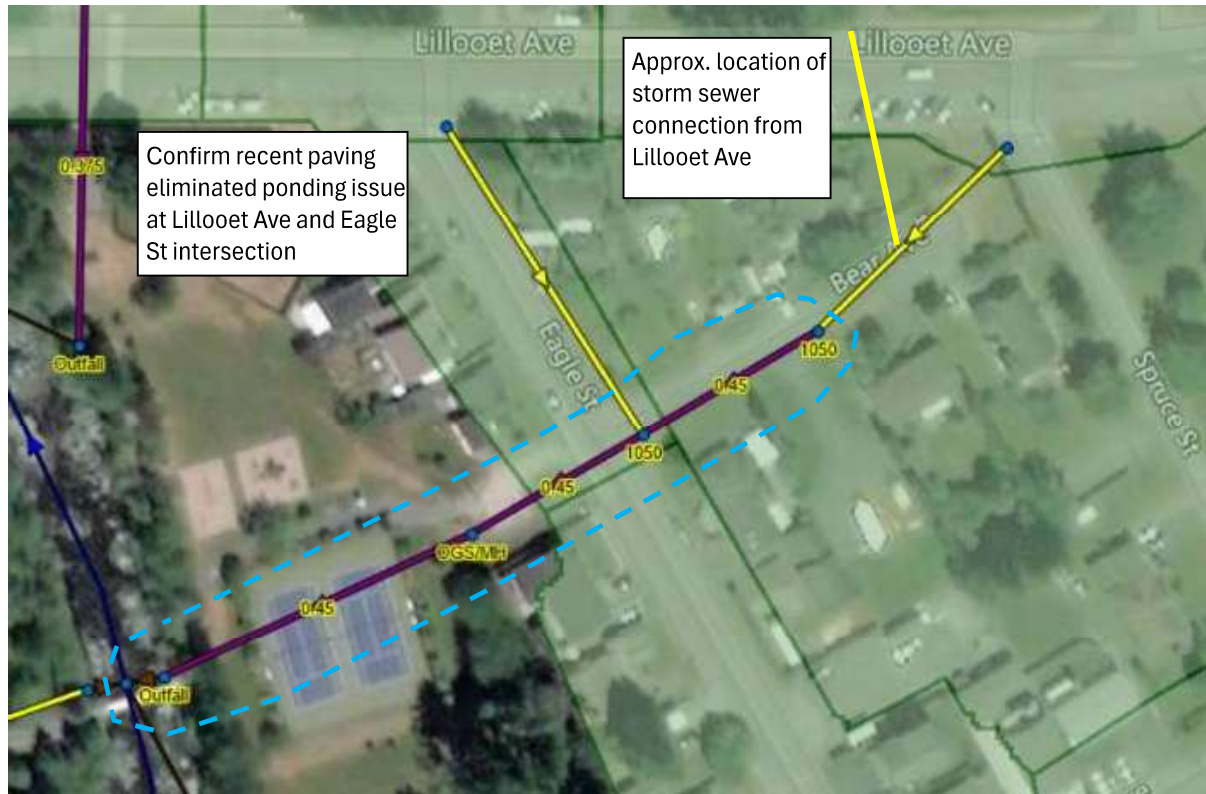 Lillooet Ave
Lillooet Ave
Approx. location of
storm sewer
connection from
Lillooet Ave
Confirm recent paving
eliminated ponding issue
at Lillooet Ave and Eagle
St intersection
0.375
Bear
Outfall
Eagle St
1050
0.45
Spruce St
1050
0.45
OGS/MH
0.45
Outfall